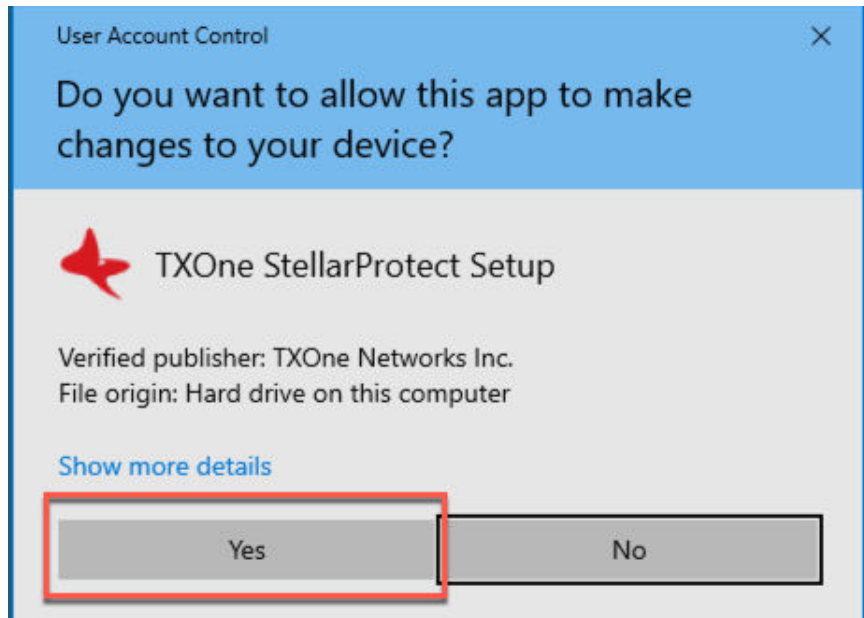 User Account Control
Do you want to allow this app to make
changes to your device?
TXOne StellarProtect Setup
Verified publisher: TXOne Networks Inc.
File origin: Hard drive on this computer
Show more details
Yes
No